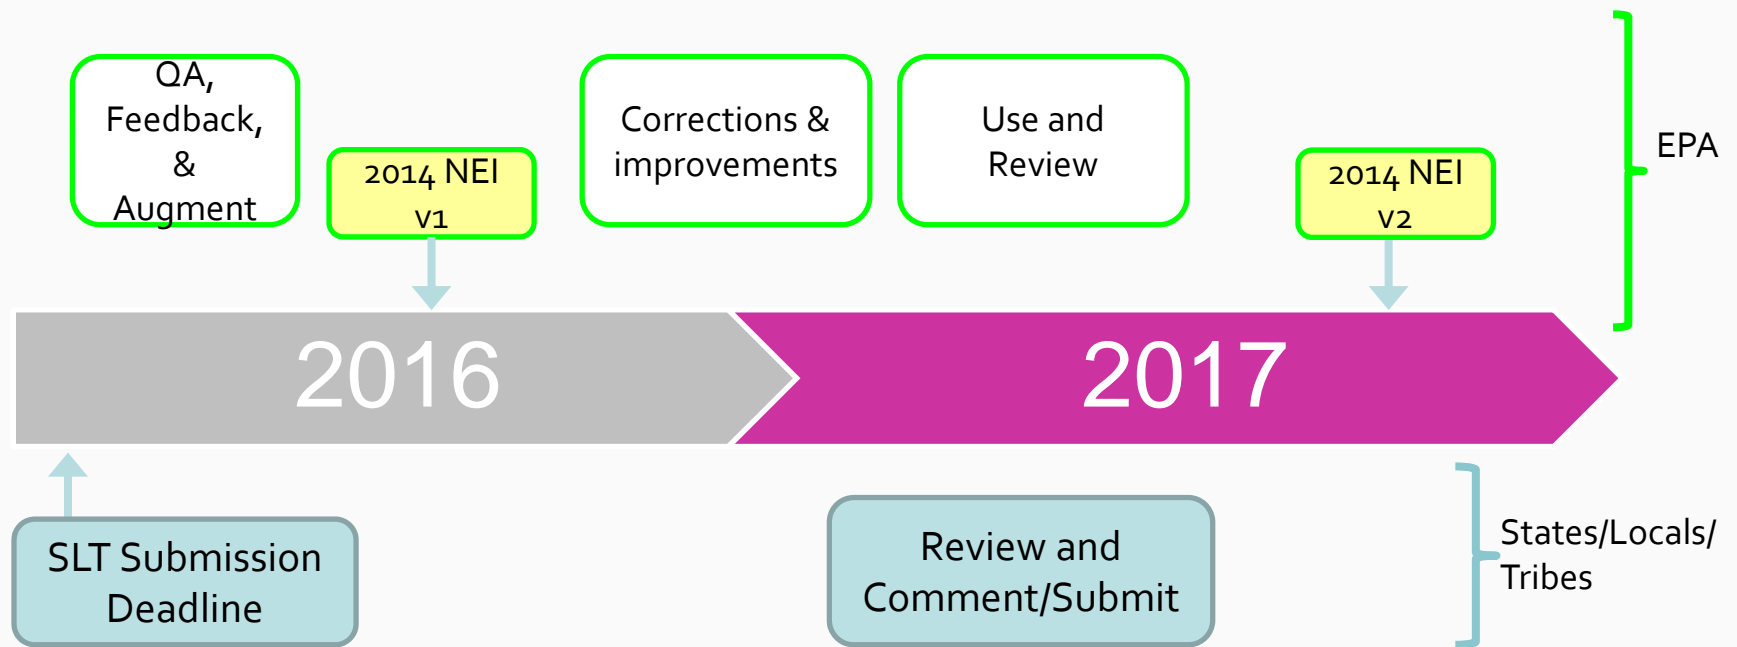 QA,
Feedback,
&
Augment
2014 NEI
v1
Corrections &
improvements
Use and
Review
2014 NEI
v2
EPA
2016
2017
SLT Submission
Deadline
Review and
Comment/Submit
States/Locals/
Tribes